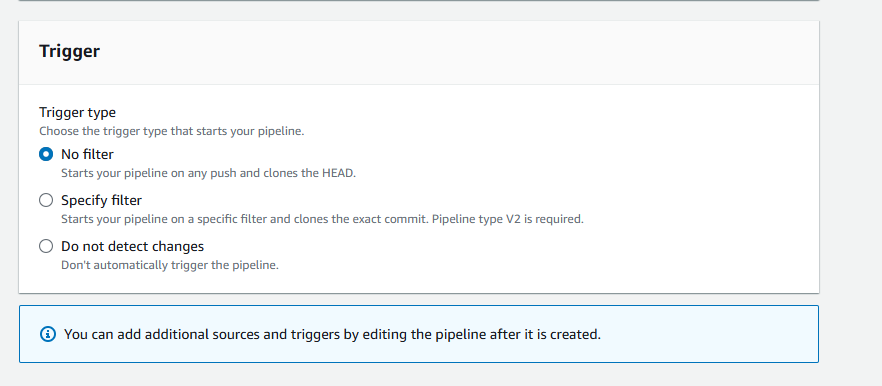 Trigger
Trigger type
Choose the trigger type that starts your pipeline.
No filter
Starts your pipeline on any push and clones the HEAD.
Specify filter
Starts your pipeline on a specific filter and clones the exact commit. Pipeline type V2 is required.
Do not detect changes
Don't automatically trigger the pipeline.
You can add additional sources and triggers by editing the pipeline after it is created.